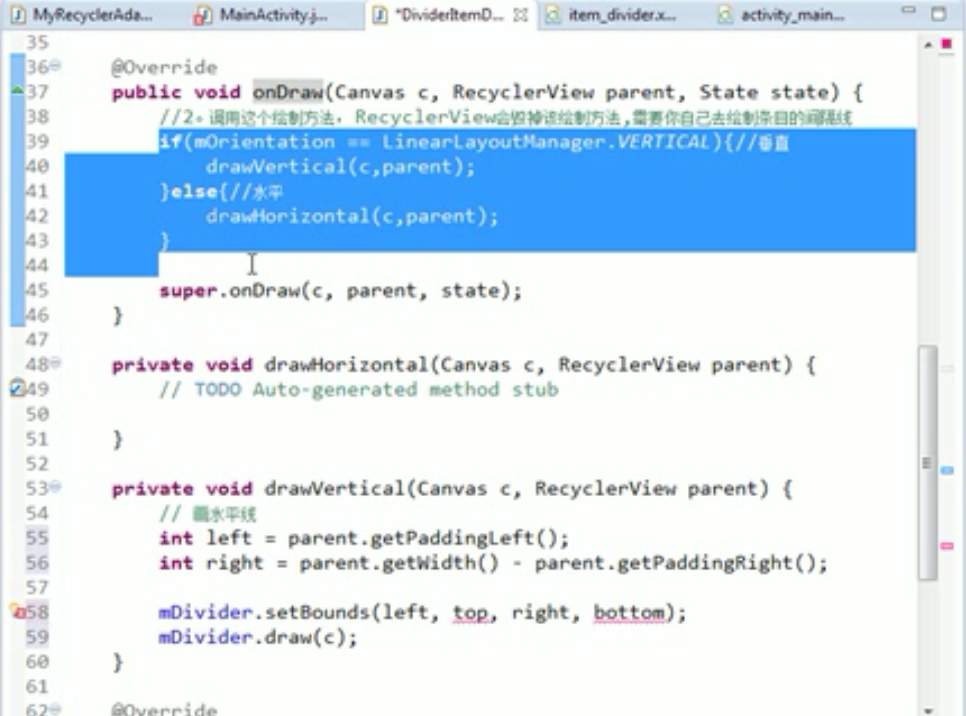 MyRecyclerAda... MainActivity.j... *DividerItemD... item_divider.x... activity_main...
35
36 @Override
37 public void onDraw(Canvas c, RecyclerView parent, State state) {
38 //2。调用这个绘制方法，RecyclerView会毁掉该绘制方法,需要你自己去绘制条目的间隔线
39 if(mOrientation == LinearLayoutManager.VERTICAL){//垂直
40 drawVertical(c,parent);
41 }else{//水平
42 drawHorizontal(c,parent);
43 }
44
45 super.onDraw(c, parent, state);
46 }
47
48 private void drawHorizontal(Canvas c, RecyclerView parent) {
49 // TODO Auto-generated method stub
50
51 }
52
53 private void drawVertical(Canvas c, RecyclerView parent) {
54 // 画水平线
55 int left = parent.getPaddingLeft();
56 int right = parent.getWidth() - parent.getPaddingRight();
57
58 mDivider.setBounds(left, top, right, bottom);
59 mDivider.draw(c);
60 }
61
62 @Override